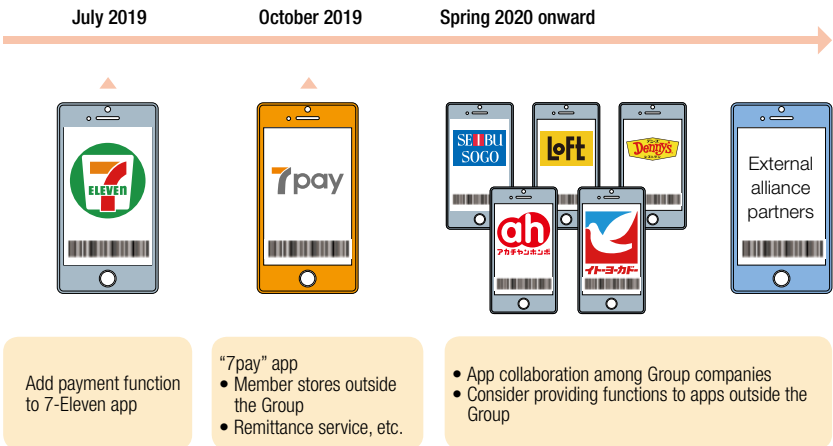 July 2019
October 2019
Spring 2020 onward
7
ELEVEN
7pay
SEIBU
SOGO
LoFt
Denny's
ah
アカチャンホンポ
イトーヨーカドー
External
alliance
partners
Add payment function
to 7-Eleven app
“7pay” app
• Member stores outside
the Group
• Remittance service, etc.
• App collaboration among Group companies
• Consider providing functions to apps outside the
Group